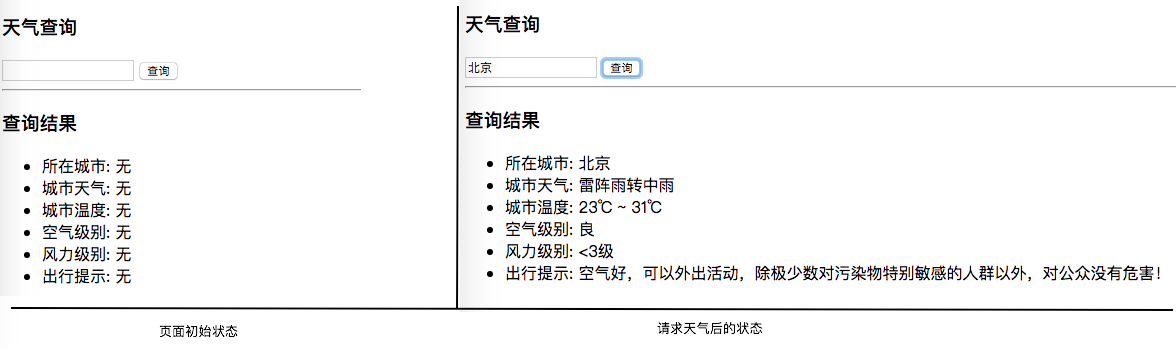 天气查询
查询
查询结果
所在城市: 无
城市天气: 无
城市温度: 无
空气级别: 无
风力级别: 无
出行提示: 无
页面初始状态
天气查询
北京 查询
查询结果
所在城市: 北京
城市天气: 雷阵雨转中雨
城市温度: 23℃ ~ 31℃
空气级别: 良
风力级别: <3级
出行提示: 空气好，可以外出活动，除极少数对污染物特别敏感的人群以外，对公众没有危害！
请求天气后的状态